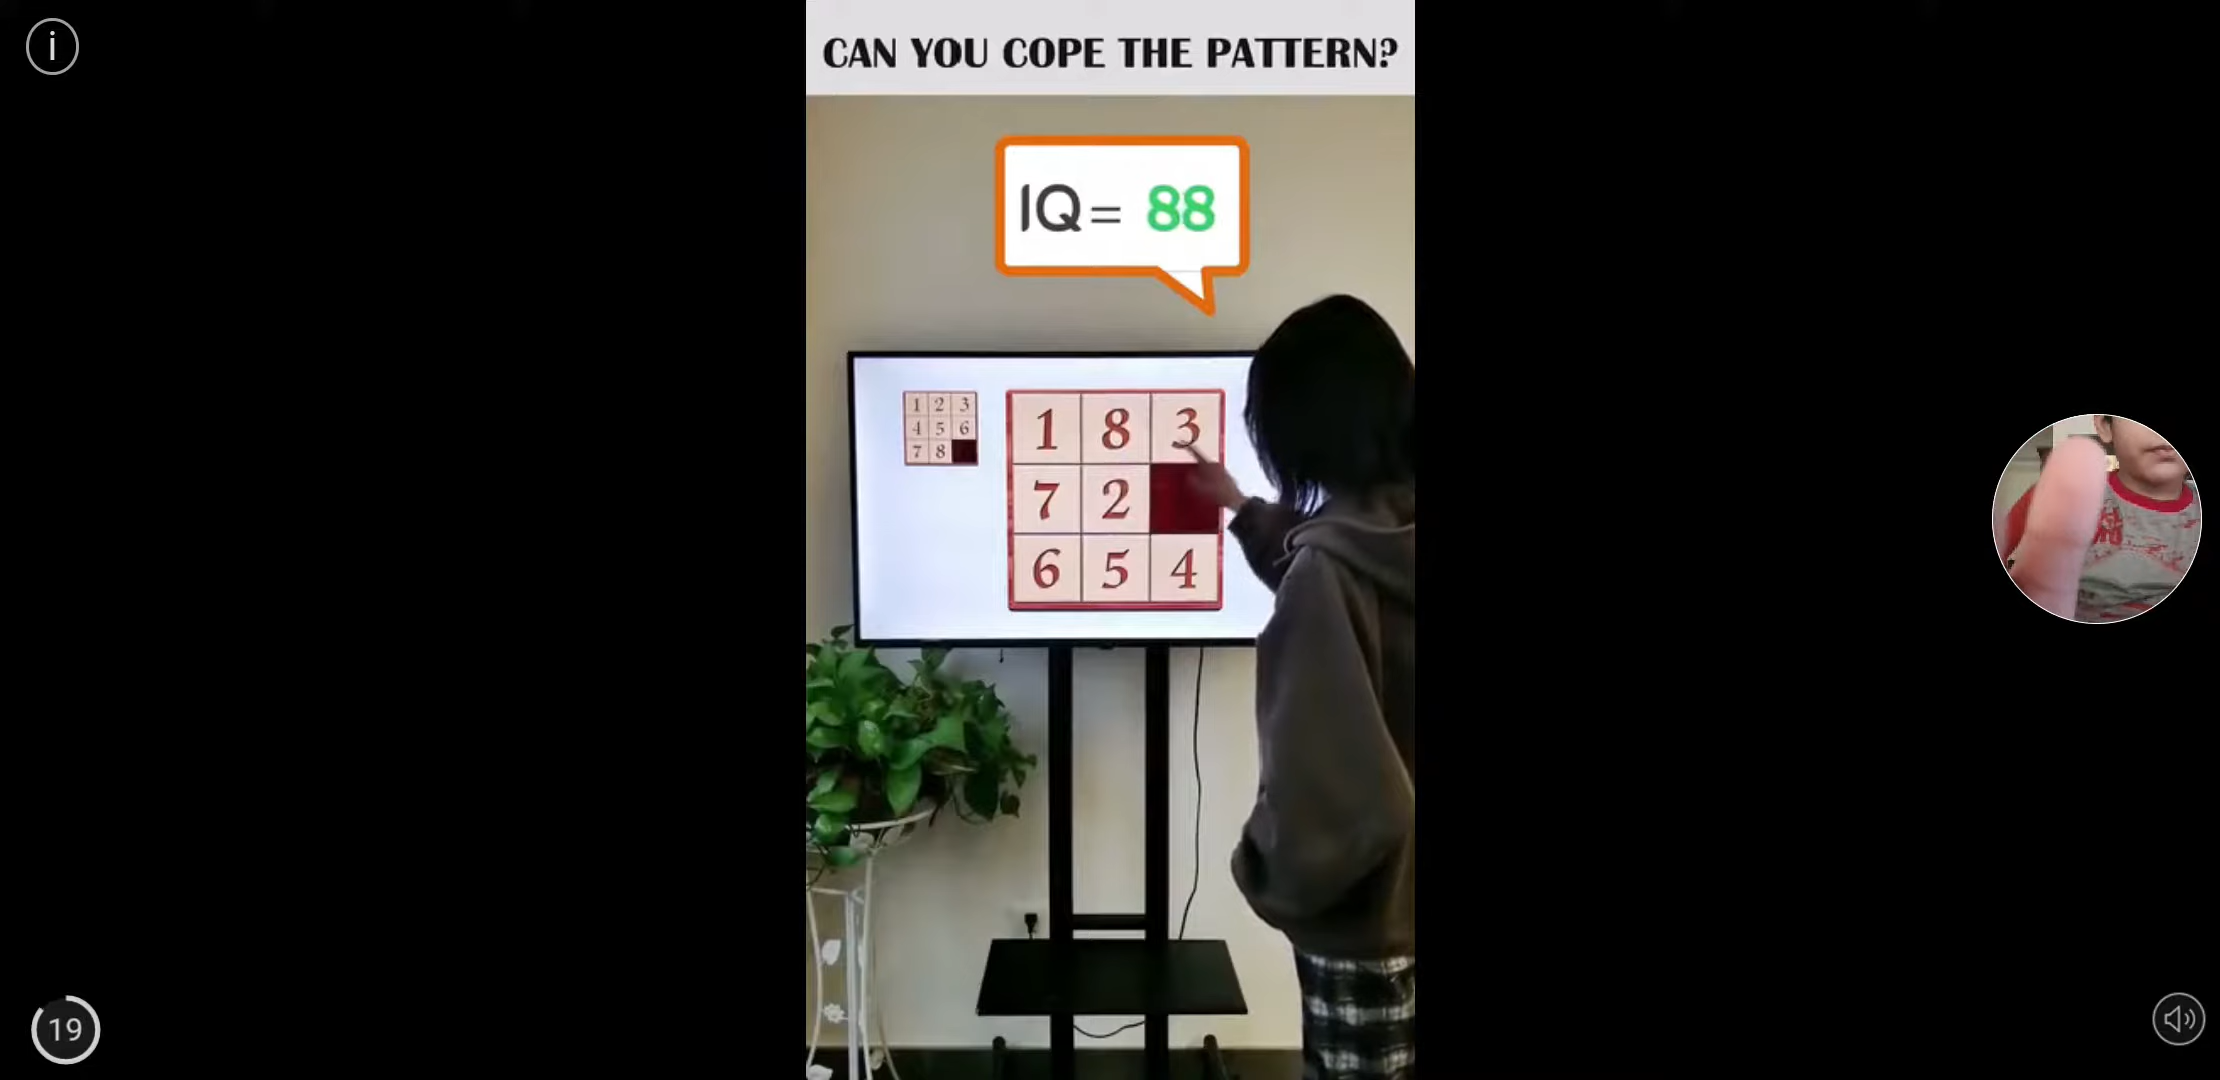 i
CAN YOU COPE THE PATTERN?
IQ= 88
1 2 3
4 5 6
7 8
1 8 3
7 2
6 5 4
19